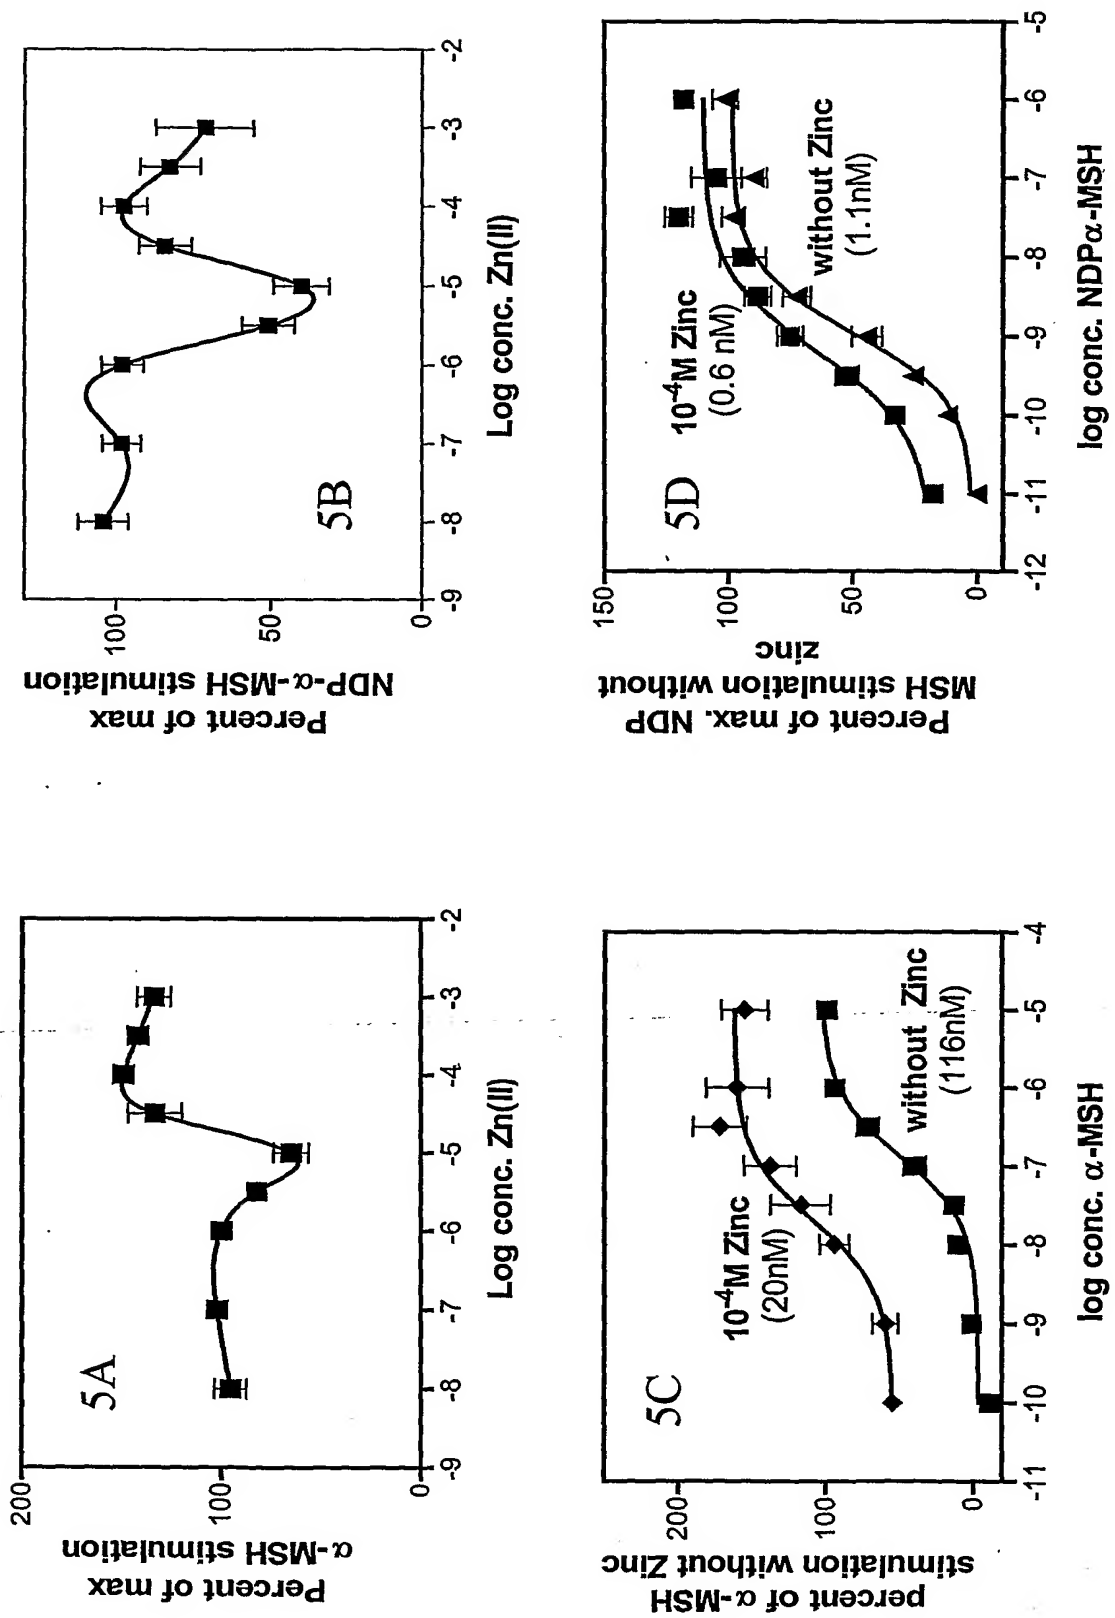 5A
Percent of max
α-MSH stimulation
200
100
0
-9
-8
-7
-6
-5
-4
-3
-2
Log conc. Zn(II)
5B
Percent of max
NDP-α-MSH stimulation
100
50
0
-9
-8
-7
-6
-5
-4
-3
-2
Log conc. Zn(II)
5C
percent of α-MSH
stimulation without Zinc
200
100
0
10⁻⁴M Zinc
(20nM)
without Zinc
(116nM)
-11
-10
-9
-8
-7
-6
-5
-4
log conc. α-MSH
5D
Percent of max. NDP
MSH stimulation without
zinc
150
100
50
0
10⁻⁴M Zinc
(0.6 nM)
without Zinc
(1.1nM)
-12
-11
-10
-9
-8
-7
-6
-5
log conc. NDPα-MSH